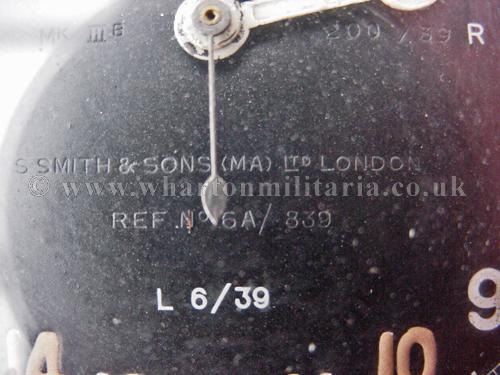 MK III B 200/39 R
S SMITH & SONS (MA) LTD LONDON
© www.whartonmilitaria.co.uk
REF. No 6A/ 839
L 6/39
9
14 10